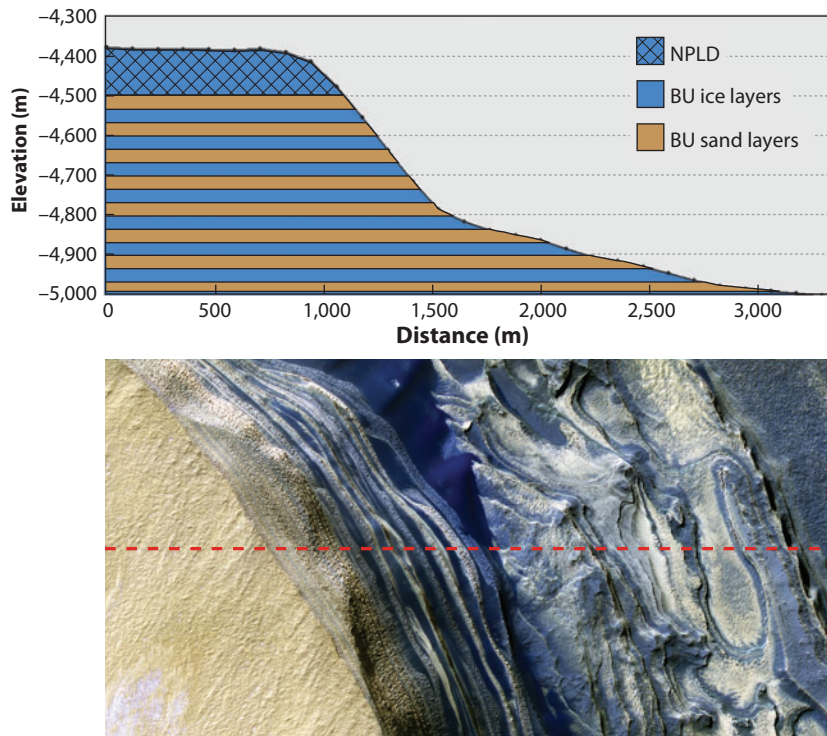 −4,300
−4,400
−4,500
−4,600
−4,700
−4,800
−4,900
−5,000
Elevation (m)
NPLD
BU ice layers
BU sand layers
0 500 1,000 1,500 2,000 2,500 3,000
Distance (m)